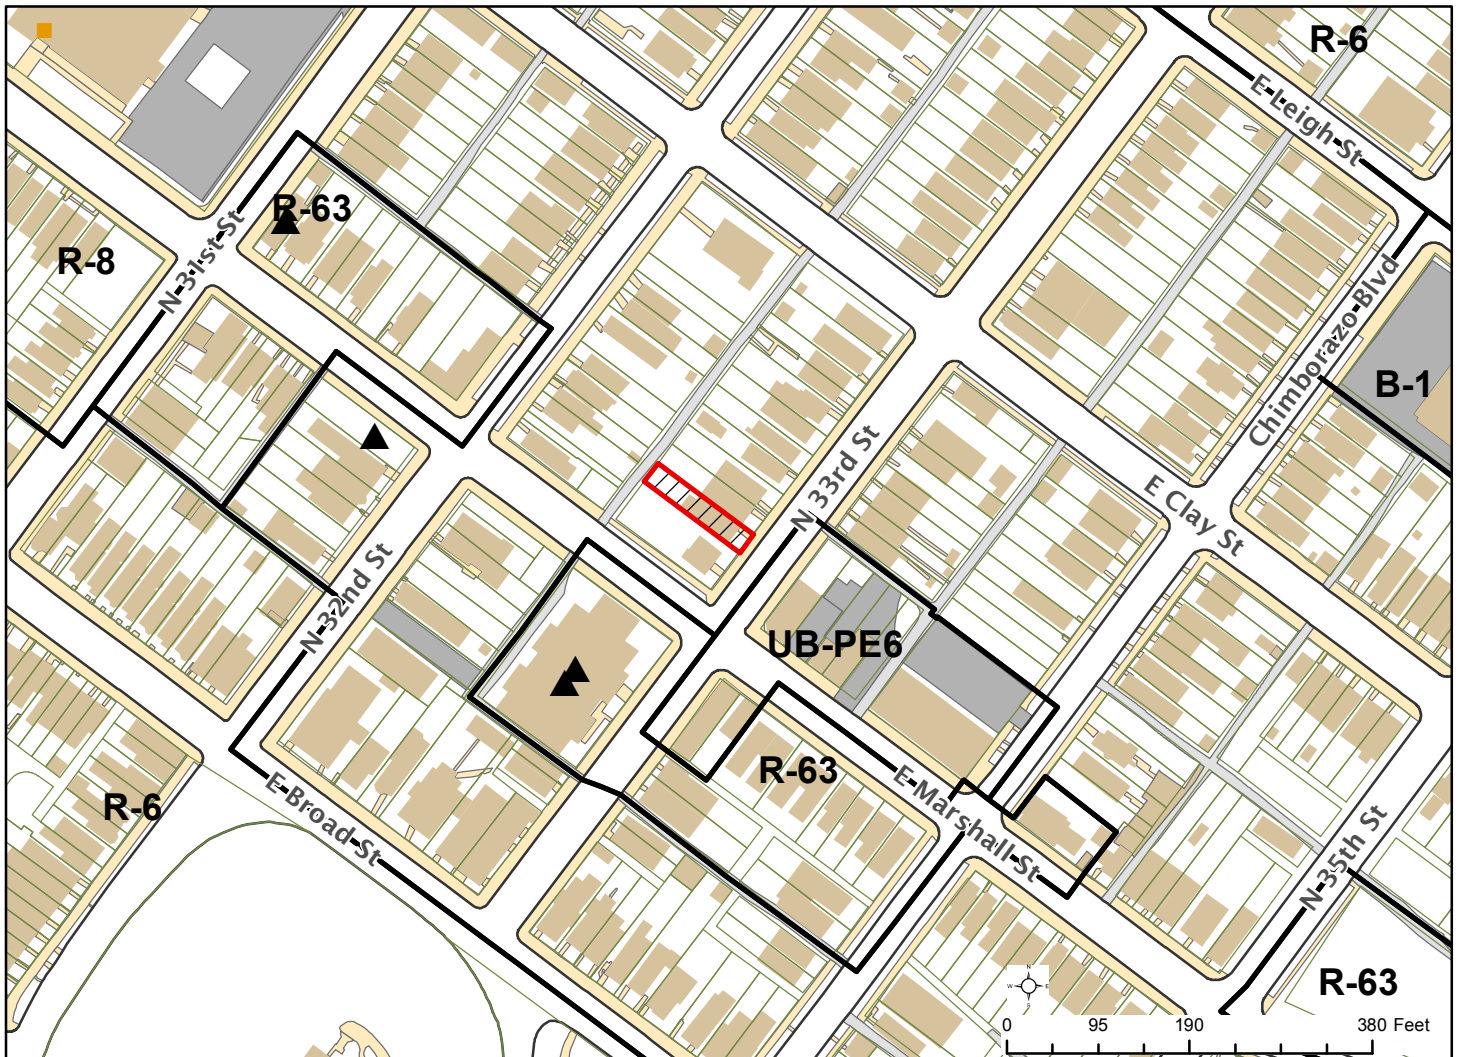 R-6
E Leigh St
R-63
N 31st St
R-8
Chimborazo Blvd
B-1
N 33rd St
E Clay St
N 32nd St
UB-PE6
R-63
E Marshall St
R-6
E Broad St
N 35th St
R-63
N
W E
S
0 95 190 380 Feet